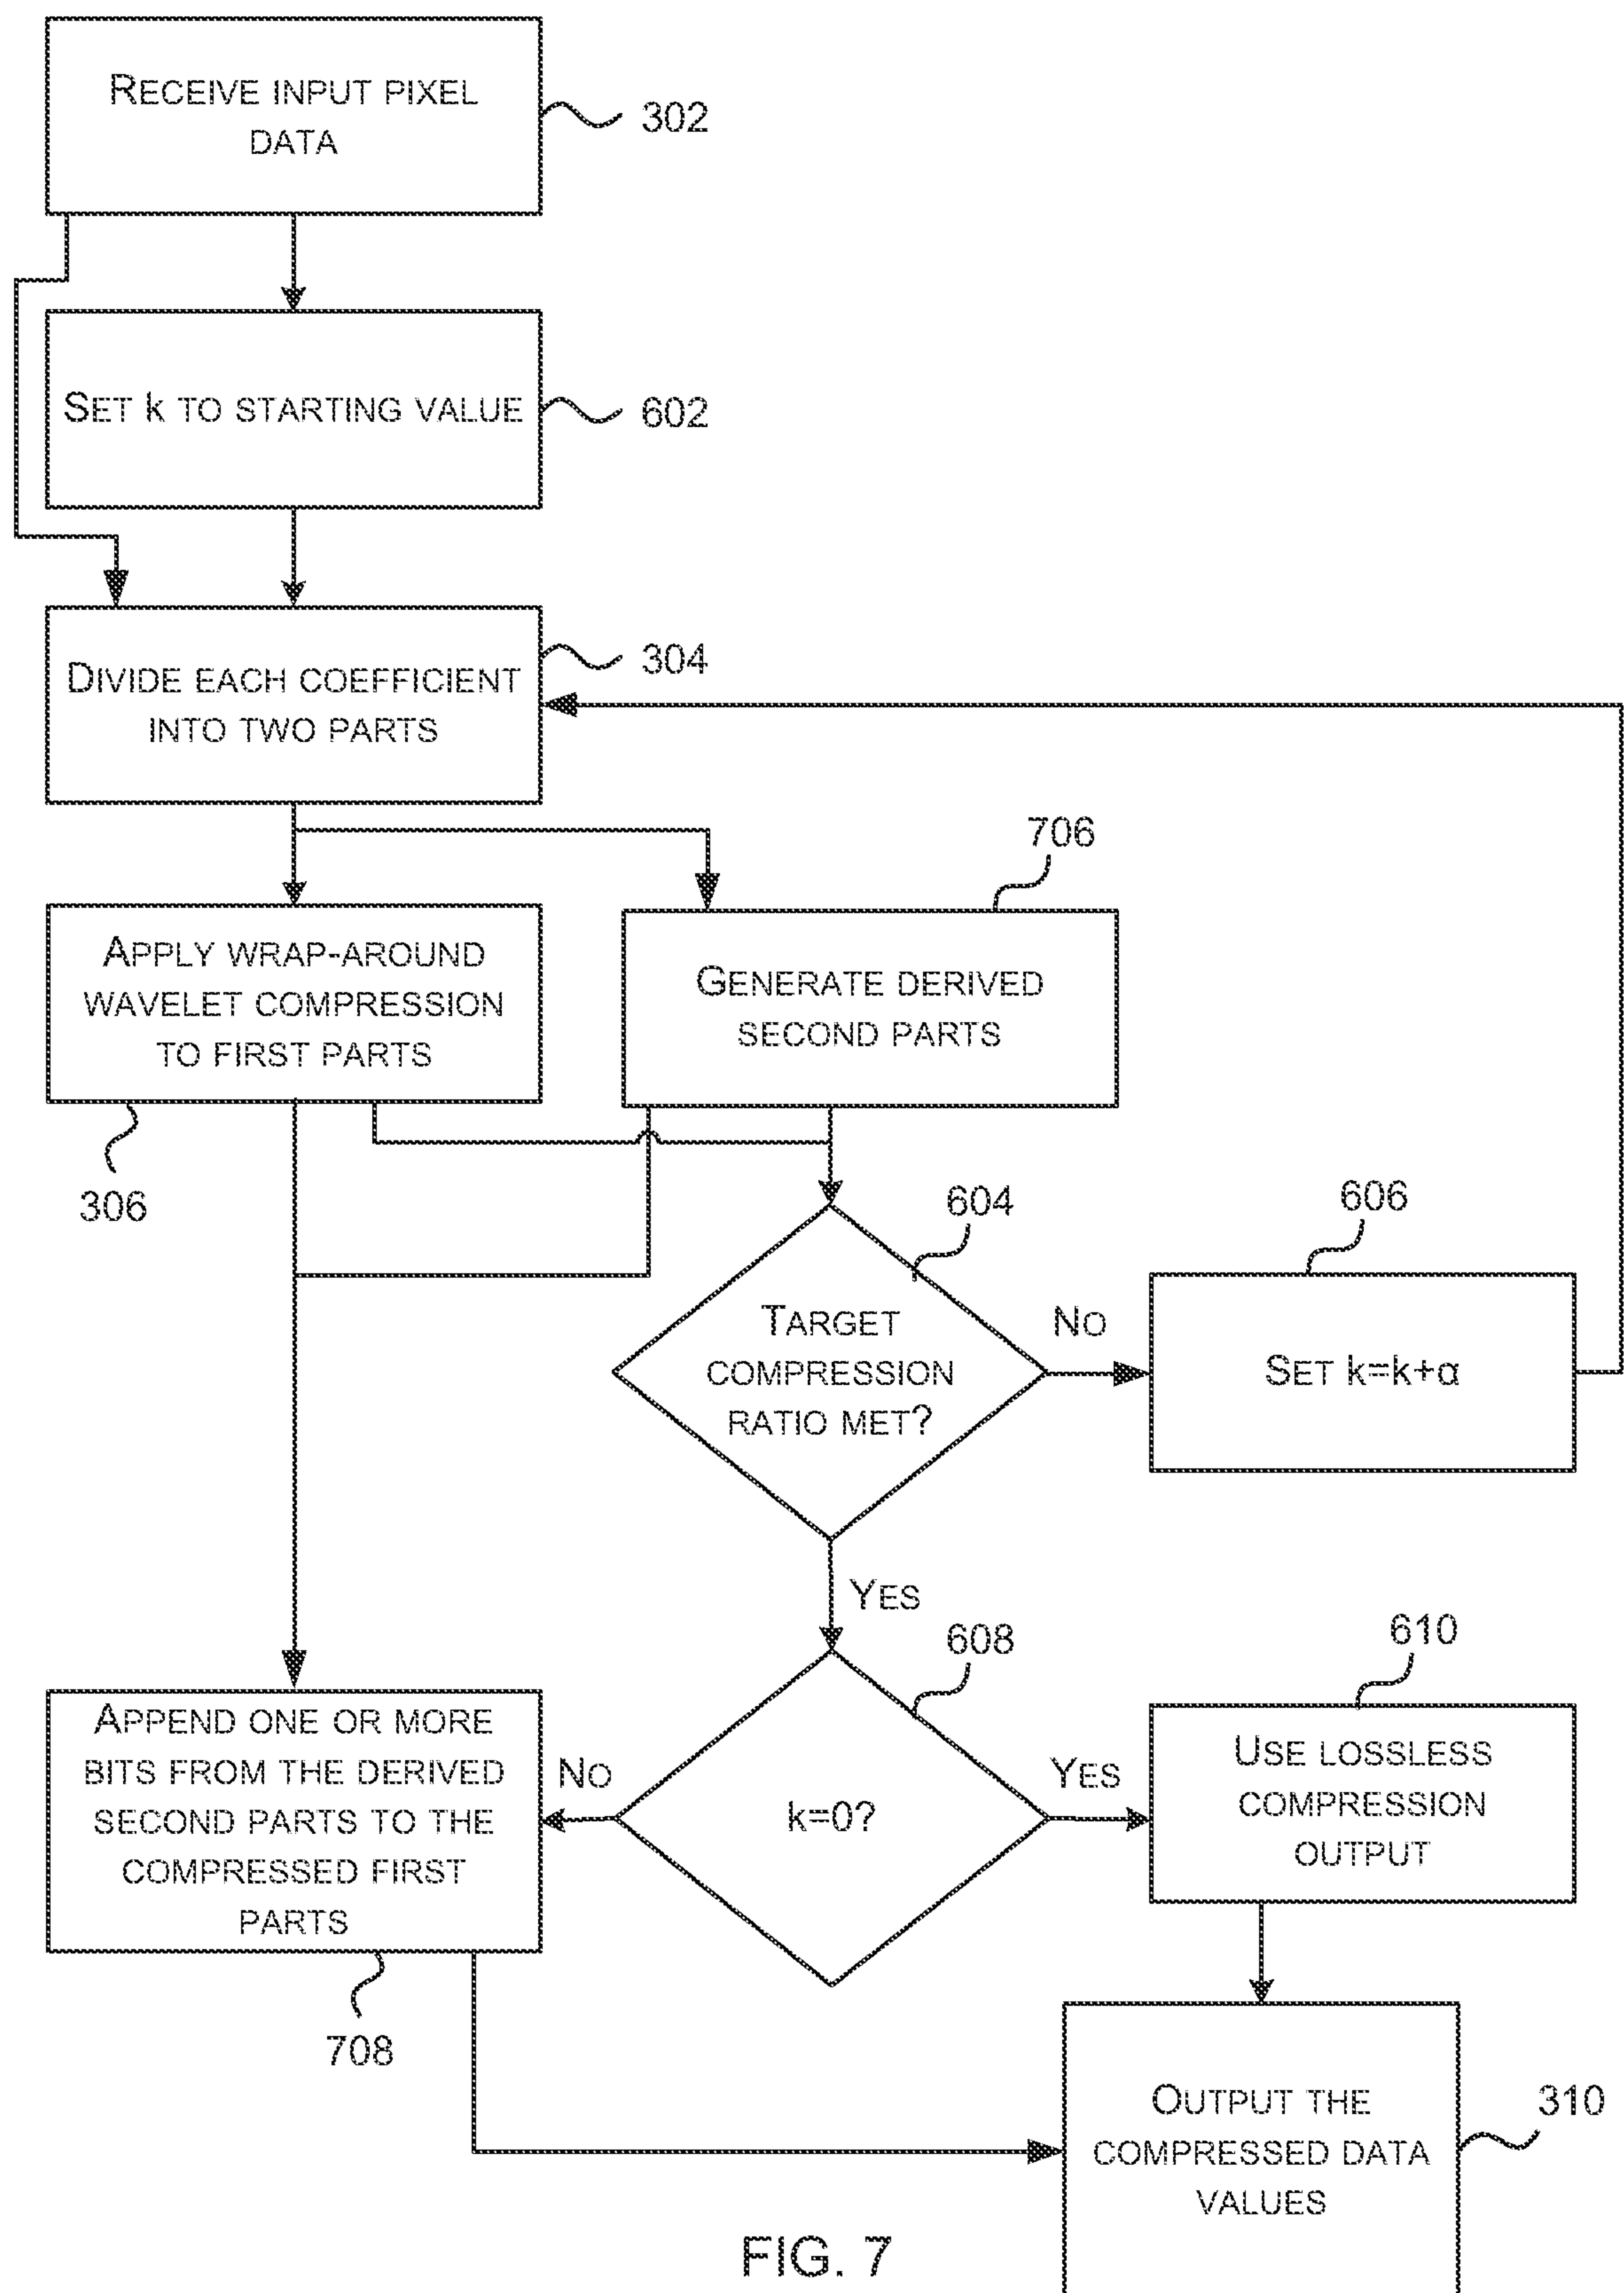 RECEIVE INPUT PIXEL
DATA
302
SET k TO STARTING VALUE
602
DIVIDE EACH COEFFICIENT
INTO TWO PARTS
304
706
APPLY WRAP-AROUND
WAVELET COMPRESSION
TO FIRST PARTS
GENERATE DERIVED
SECOND PARTS
306
604
606
TARGET
COMPRESSION
RATIO MET?
NO
SET k=k+α
YES
608
610
APPEND ONE OR MORE
BITS FROM THE DERIVED
SECOND PARTS TO THE
COMPRESSED FIRST
PARTS
NO
k=0?
YES
USE LOSSLESS
COMPRESSION
OUTPUT
708
OUTPUT THE
COMPRESSED DATA
VALUES
310
FIG. 7